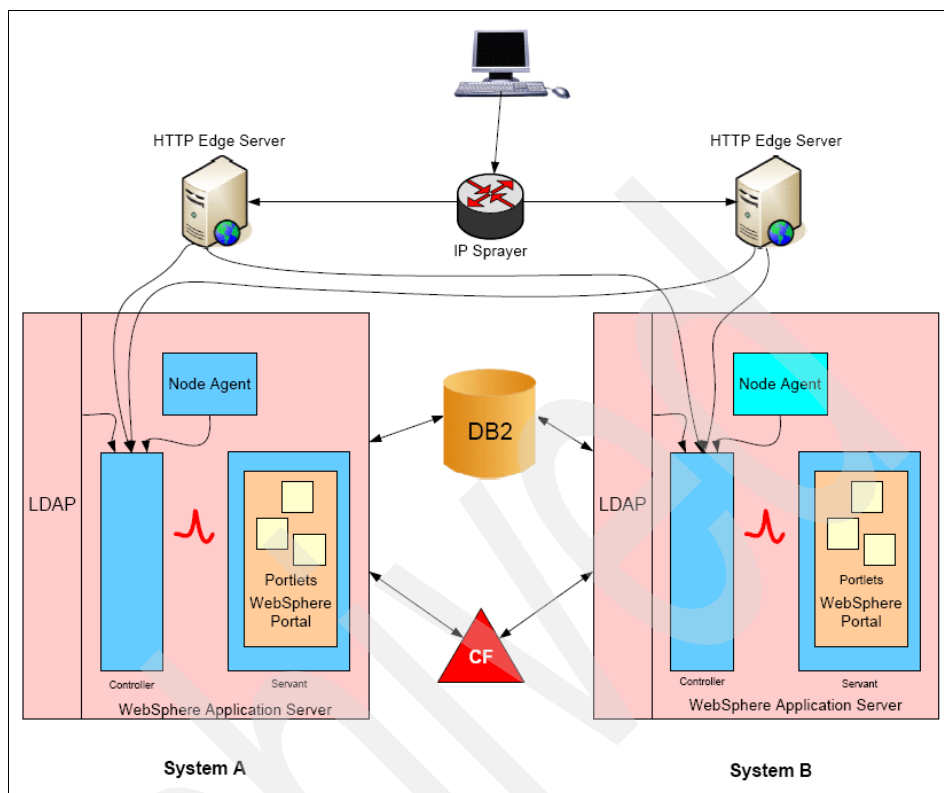 HTTP Edge Server
HTTP Edge Server
IP Sprayer
Node Agent
Node Agent
DB2
LDAP
LDAP
Portlets
WebSphere
Portal
Portlets
WebSphere
Portal
CF
Controller
Servant
Controller
Servant
WebSphere Application Server
WebSphere Application Server
System A
System B